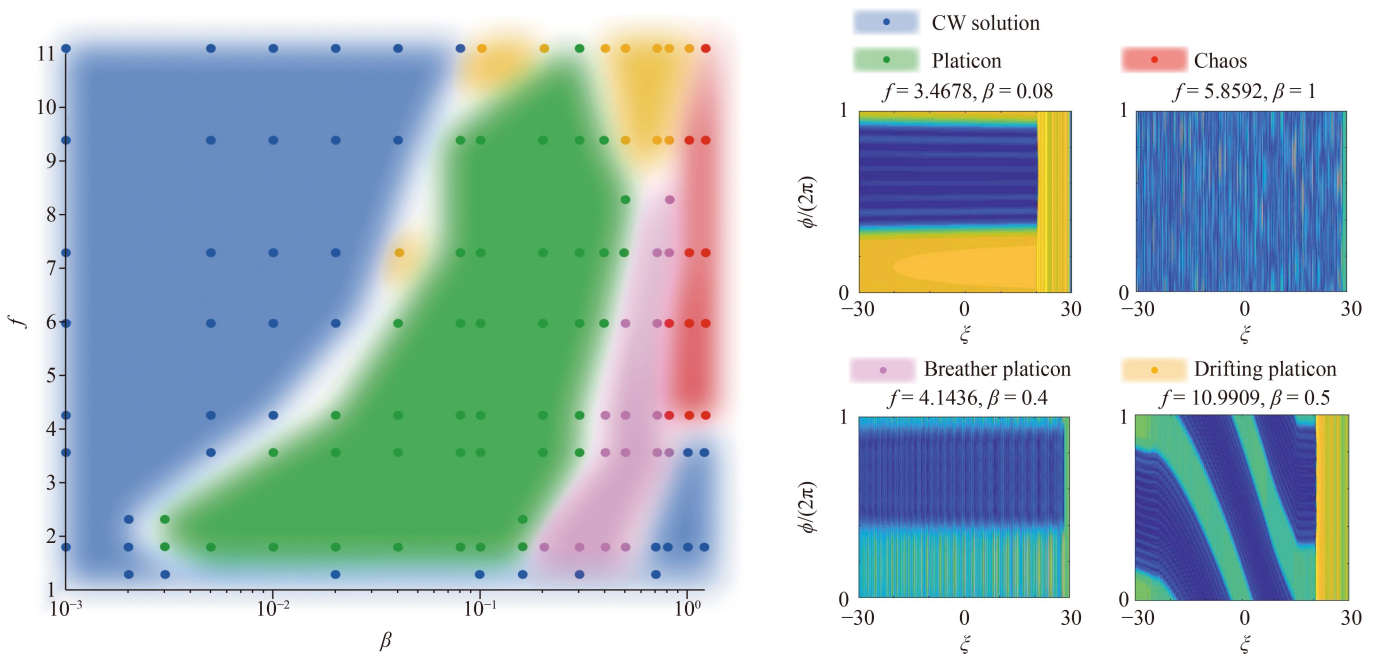 11
10
9
8
7
6
5
4
3
2
1
f
10⁻³
10⁻²
10⁻¹
10⁰
β
CW solution
Platicon
Chaos
f = 3.4678, β = 0.08
1
0
ϕ/(2π)
−30
0
30
ξ
f = 5.8592, β = 1
1
0
−30
0
30
ξ
Breather platicon
f = 4.1436, β = 0.4
1
0
ϕ/(2π)
−30
0
30
ξ
Drifting platicon
f = 10.9909, β = 0.5
1
0
−30
0
30
ξ